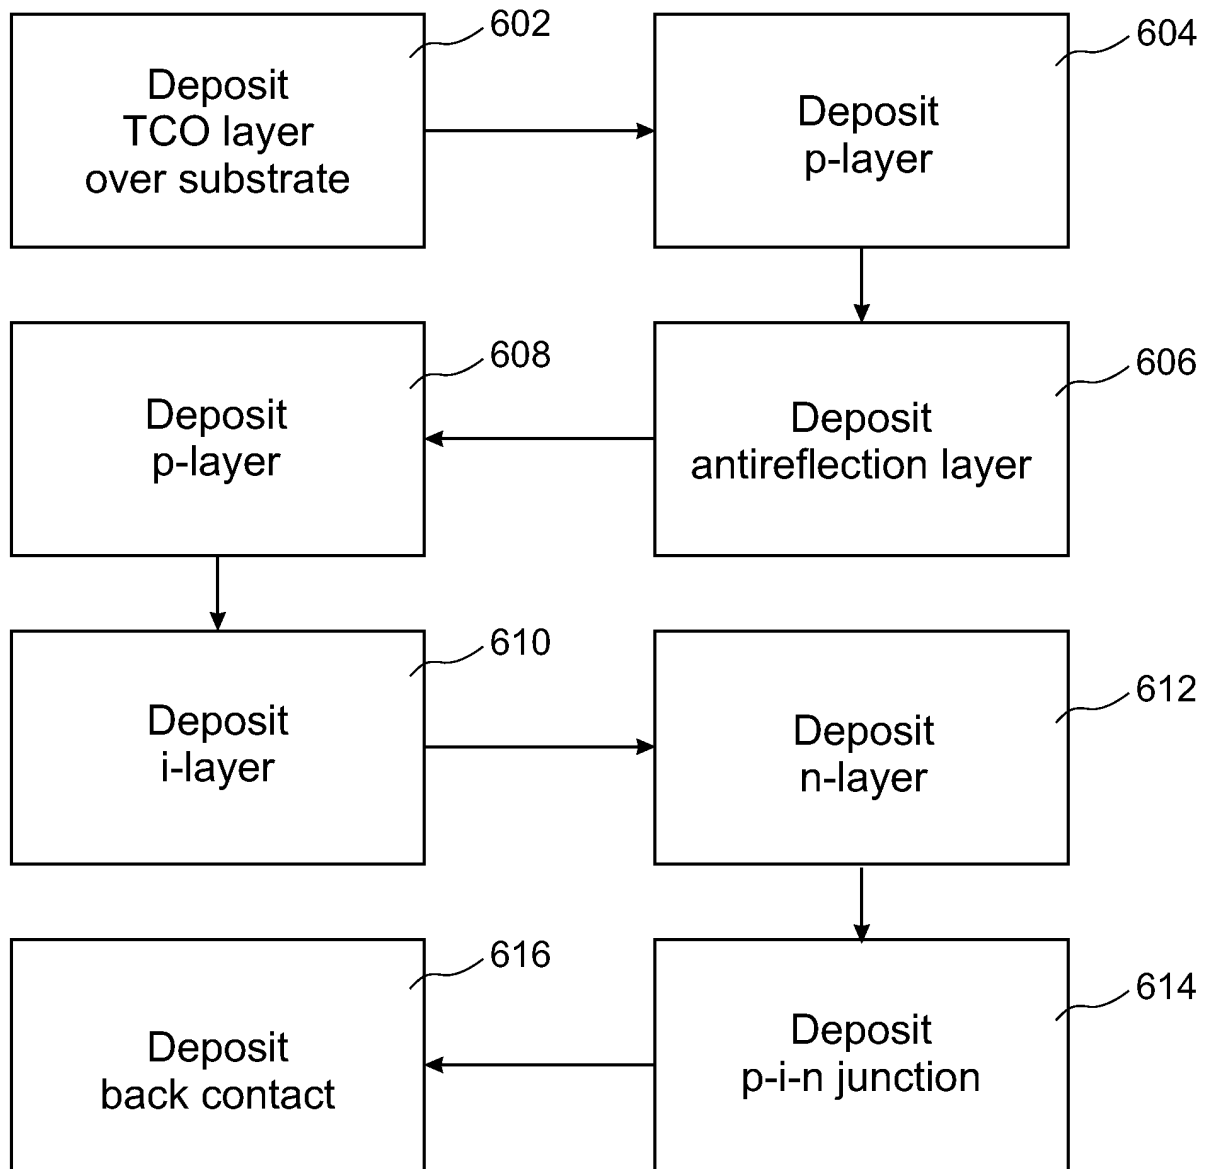 602
Deposit
TCO layer
over substrate
604
Deposit
p-layer
608
Deposit
p-layer
606
Deposit
antireflection layer
610
Deposit
i-layer
612
Deposit
n-layer
616
Deposit
back contact
614
Deposit
p-i-n junction